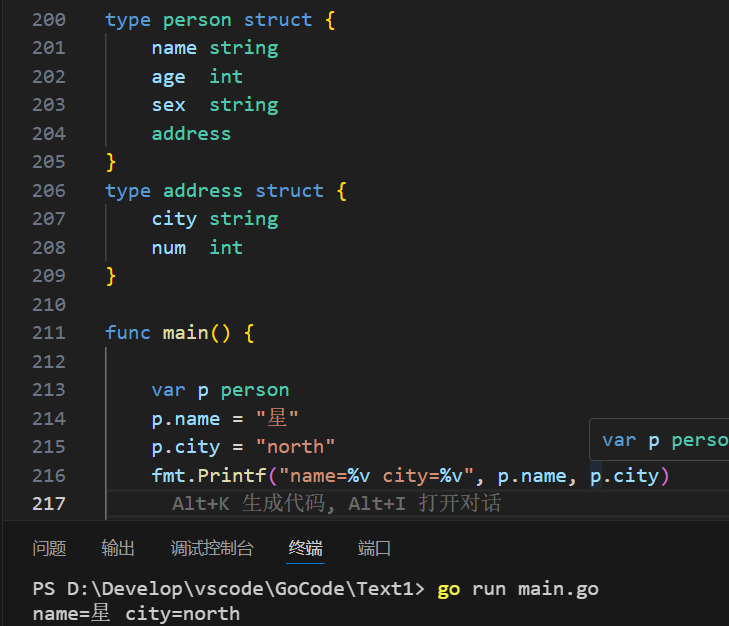 200 type person struct {
201 name string
202 age int
203 sex string
204 address
205 }
206 type address struct {
207 city string
208 num int
209 }
210
211 func main() {
212
213 var p person
214 p.name = "星"
215 p.city = "north"
var p perso
216 fmt.Printf("name=%v city=%v", p.name, p.city)
217 Alt+K 生成代码, Alt+I 打开对话
问题 输出 调试控制台 终端 端口
PS D:\Develop\vscode\GoCode\Text1> go run main.go
name=星 city=north